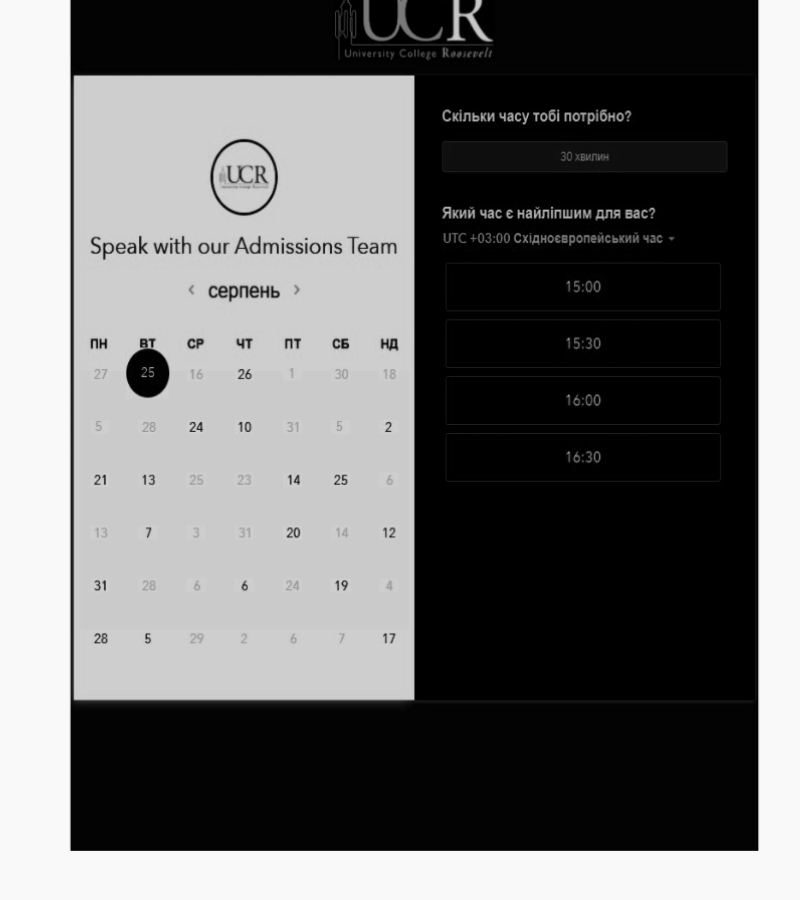 UCR
University College Roosevelt
UCR
Speak with our Admissions Team
< серпень >
ПН ВТ СР ЧТ ПТ СБ НД
27 25 16 26 1 30 18
5 28 24 10 31 5 2
21 13 25 23 14 25 6
13 7 3 31 20 14 12
31 28 6 6 24 19 4
28 5 29 2 6 7 17
Скільки часу тобі потрібно?
30 хвилин
Який час є найліпшим для вас?
UTC +03:00 Східноєвропейський час
15:00
15:30
16:00
16:30